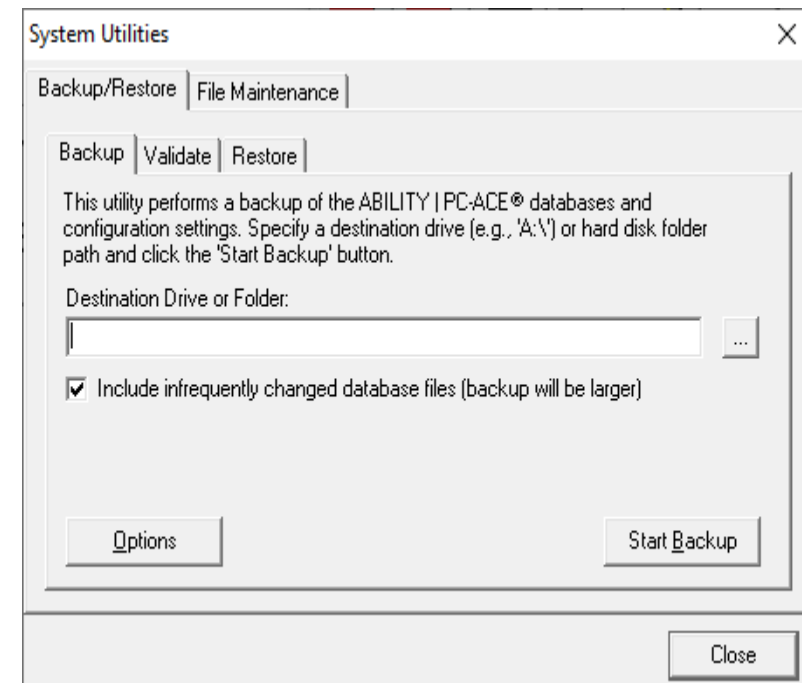 System Utilities
Backup/Restore File Maintenance
Backup Validate Restore
This utility performs a backup of the ABILITY | PC-ACE® databases and
configuration settings. Specify a destination drive (e.g., 'A:\') or hard disk folder
path and click the 'Start Backup' button.
Destination Drive or Folder:
...
Include infrequently changed database files (backup will be larger)
Options Start Backup
Close